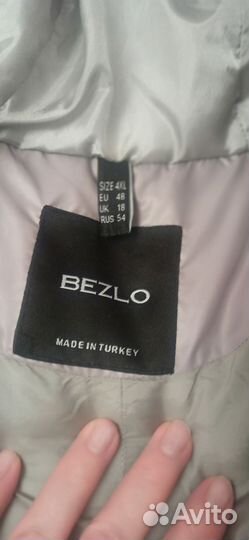 SIZE 4XL
EU 48
UK 18
RUS 54
BEZLO
MADE IN TURKEY
Avito